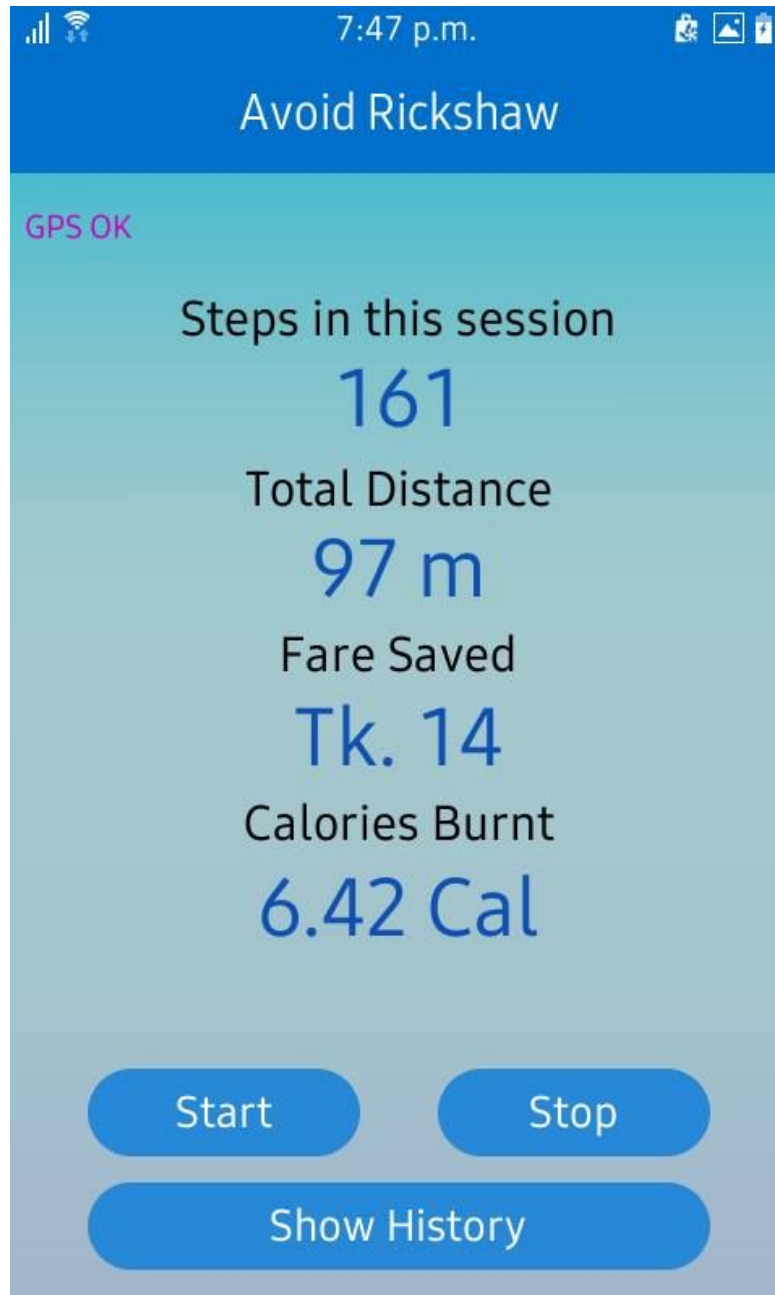 7:47 p.m.
Avoid Rickshaw
GPS OK
Steps in this session
161
Total Distance
97 m
Fare Saved
Tk. 14
Calories Burnt
6.42 Cal
Start Stop
Show History